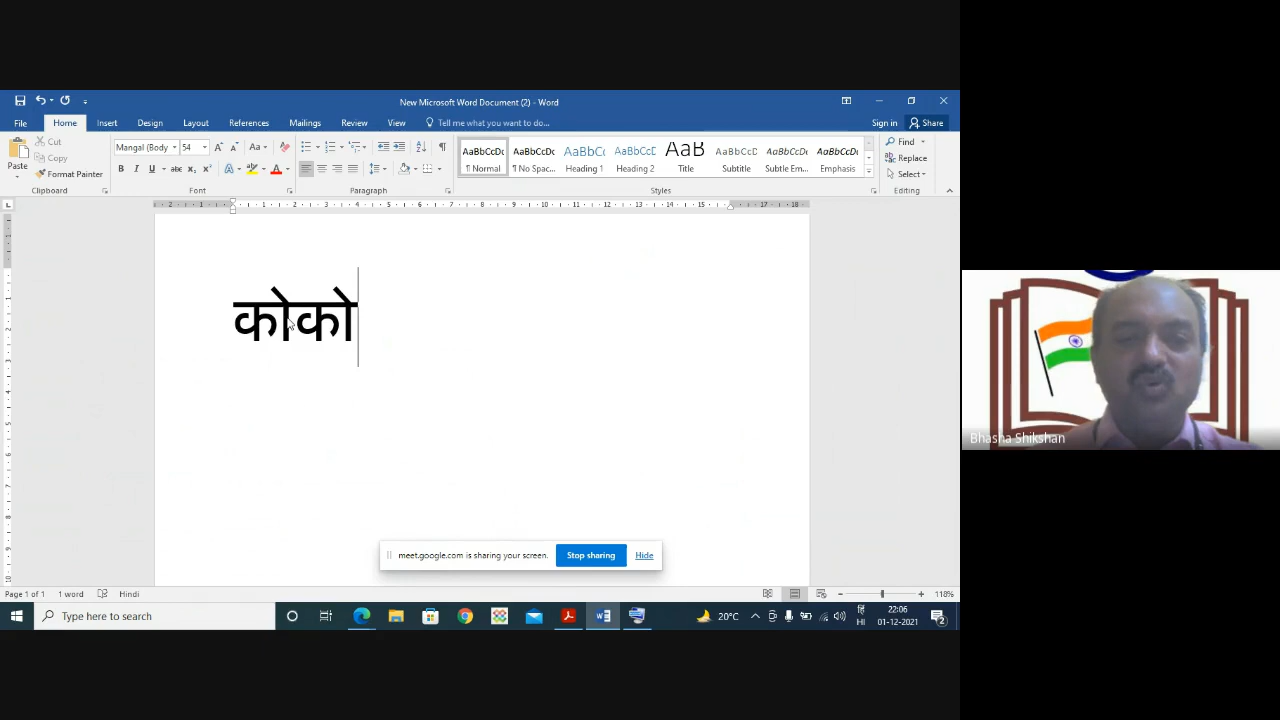 New Microsoft Word Document (2) - Word
File Home Insert Design Layout References Mailings Review View Tell me what you want to do... Sign in Share
Paste Cut Copy Format Painter
Mangal (Body 54
AaBbCcDc AaBbCcDc AaBbCc AaBbCcD AaB AaBbCcD AaBbCcDc AaBbCcDc
¶ Normal ¶ No Spac... Heading 1 Heading 2 Title Subtitle Subtle Em... Emphasis
Find Replace Select
Clipboard Font Paragraph Styles Editing
कोको
Bhasha Shikshan
meet.google.com is sharing your screen. Stop sharing Hide
Page 1 of 1 1 word Hindi 118%
Type here to search
20°C हिं HI 22:06 01-12-2021 2